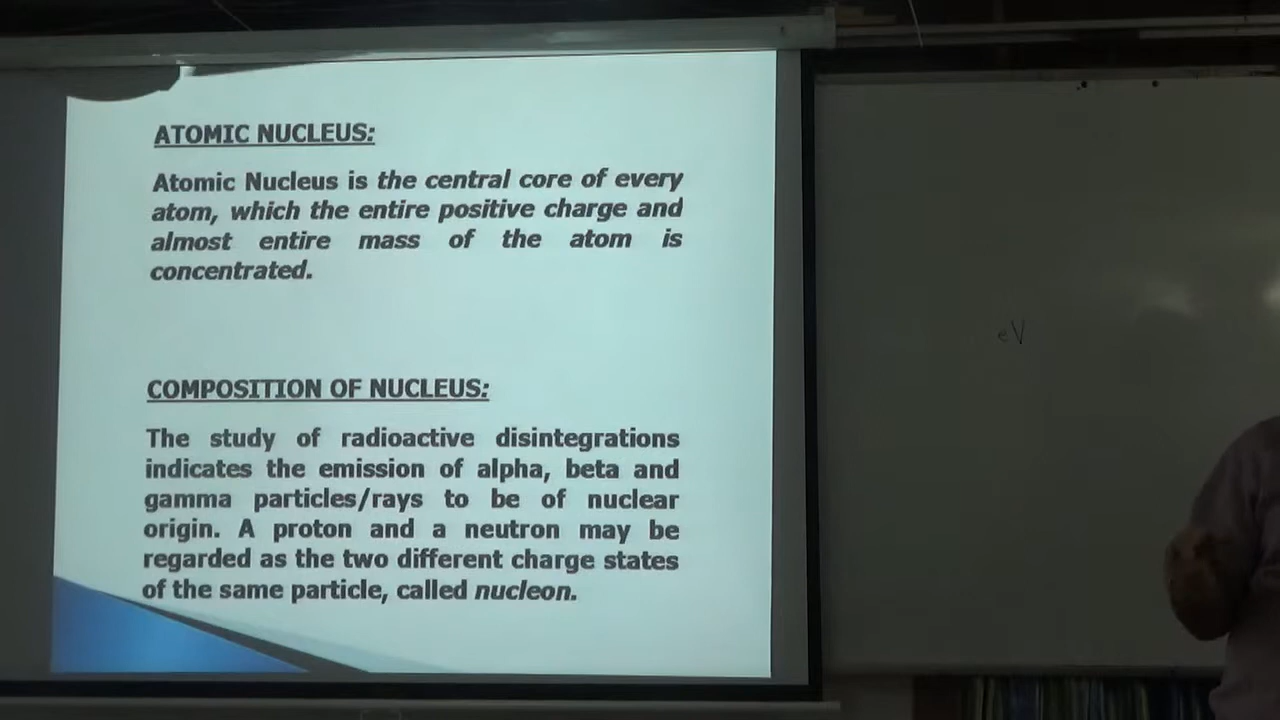 ATOMIC NUCLEUS:
Atomic Nucleus is the central core of every
atom, which the entire positive charge and
almost entire mass of the atom is
concentrated.
COMPOSITION OF NUCLEUS:
The study of radioactive disintegrations
indicates the emission of alpha, beta and
gamma particles/rays to be of nuclear
origin. A proton and a neutron may be
regarded as the two different charge states
of the same particle, called nucleon.
eV